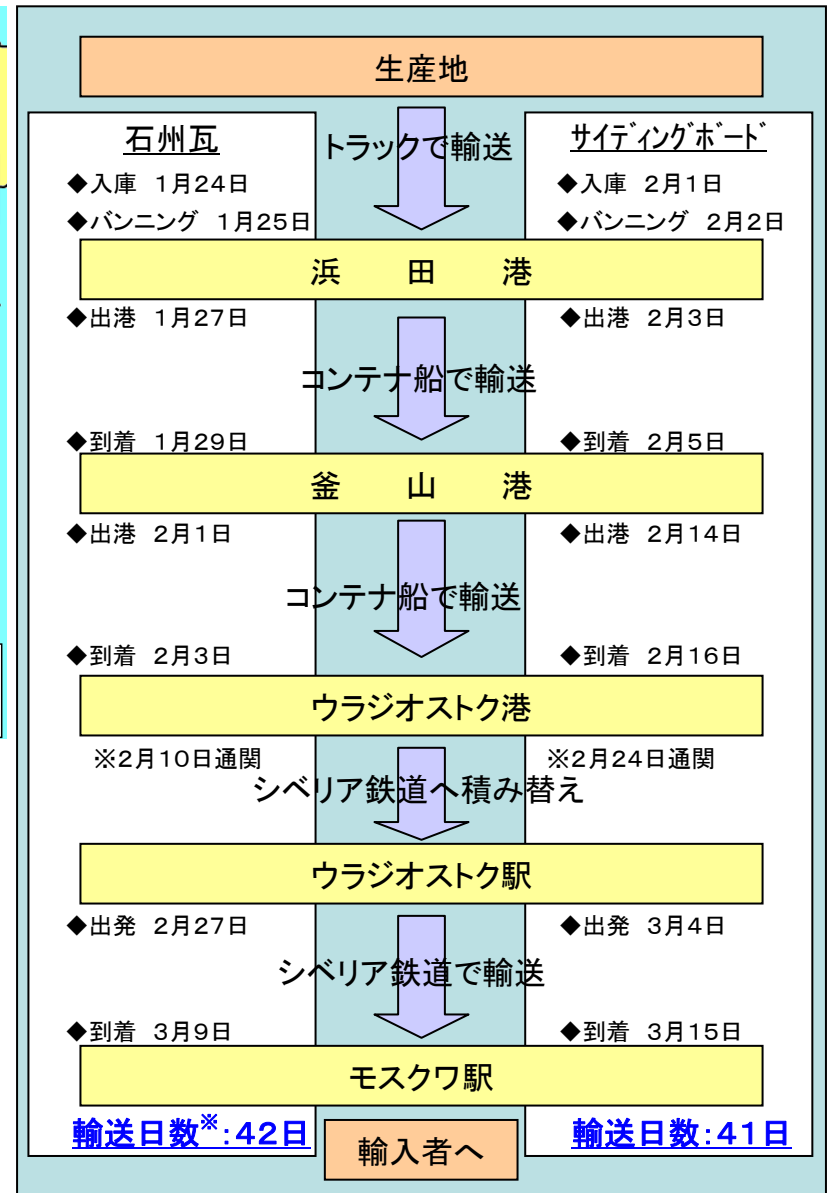 生産地
トラックで輸送
石州瓦
サイディングボード
◆入庫 1月24日
◆入庫 2月1日
◆バンニング 1月25日
◆バンニング 2月2日
浜 田 港
◆出港 1月27日
◆出港 2月3日
コンテナ船で輸送
◆到着 1月29日
◆到着 2月5日
釜 山 港
◆出港 2月1日
◆出港 2月14日
コンテナ船で輸送
◆到着 2月3日
◆到着 2月16日
ウラジオストク港
※2月10日通関
※2月24日通関
シベリア鉄道へ積み替え
ウラジオストク駅
◆出発 2月27日
◆出発 3月4日
シベリア鉄道で輸送
◆到着 3月9日
◆到着 3月15日
モスクワ駅
輸送日数※:42日
輸送日数:41日
輸入者へ